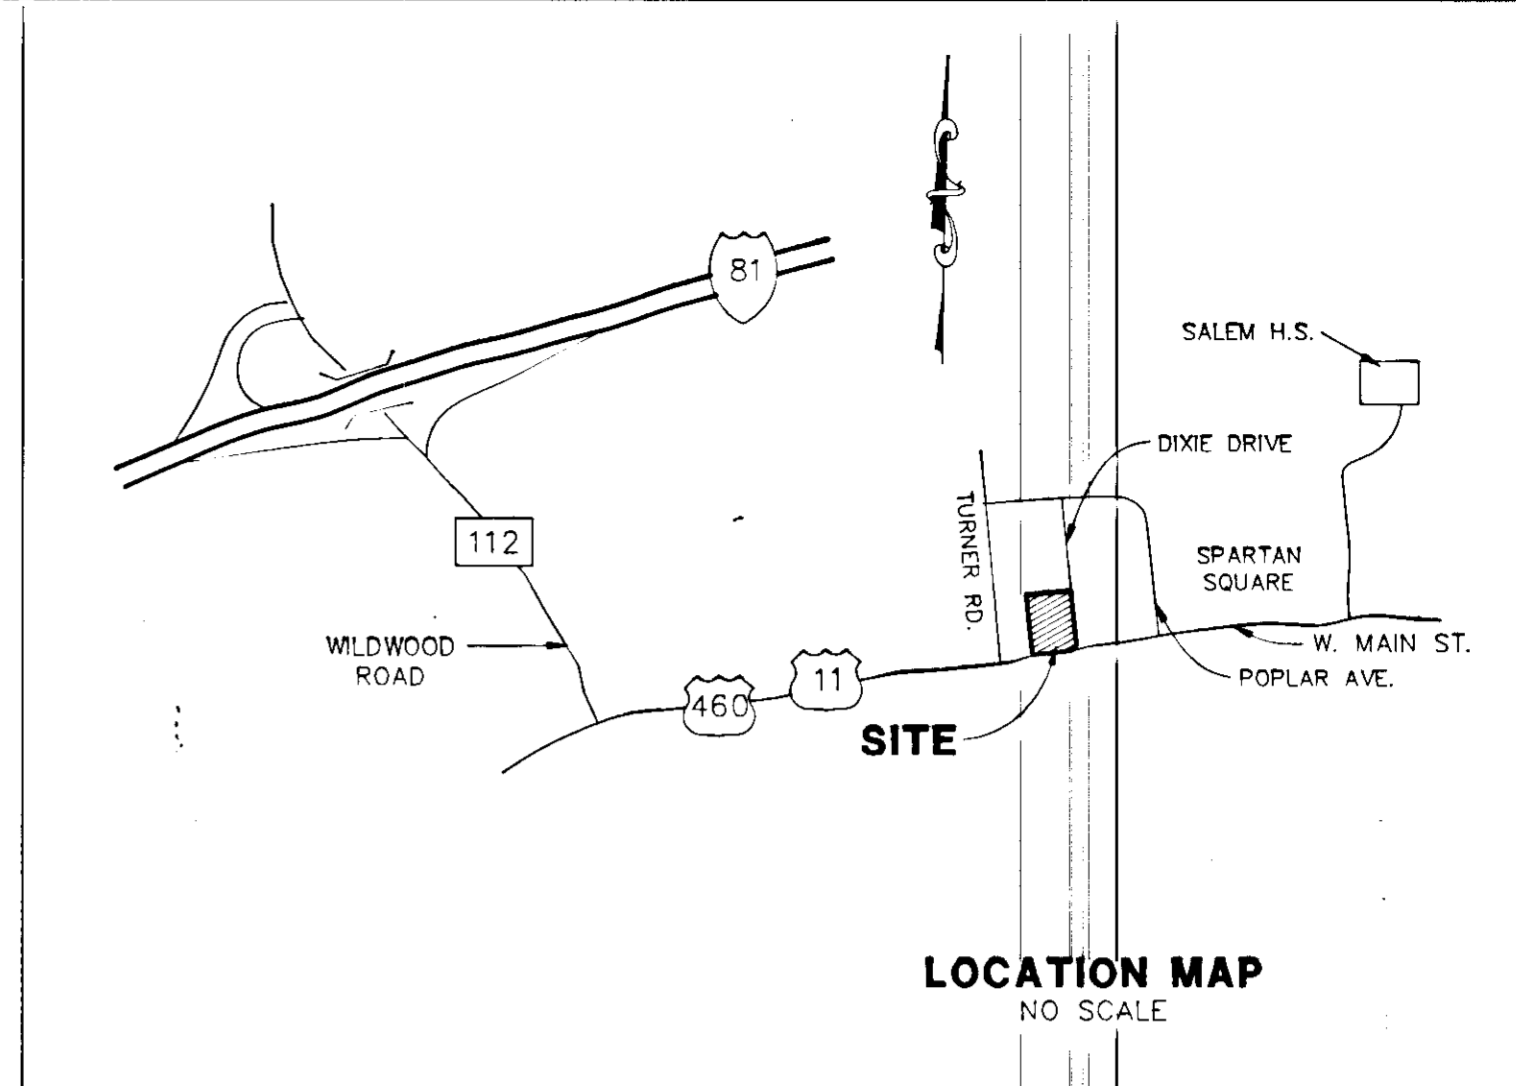 81
SALEM H.S.
DIXIE DRIVE
TURNER RD.
112
SPARTAN
SQUARE
WILDWOOD
ROAD
W. MAIN ST.
POPLAR AVE.
11
460
SITE
LOCATION MAP
NO SCALE